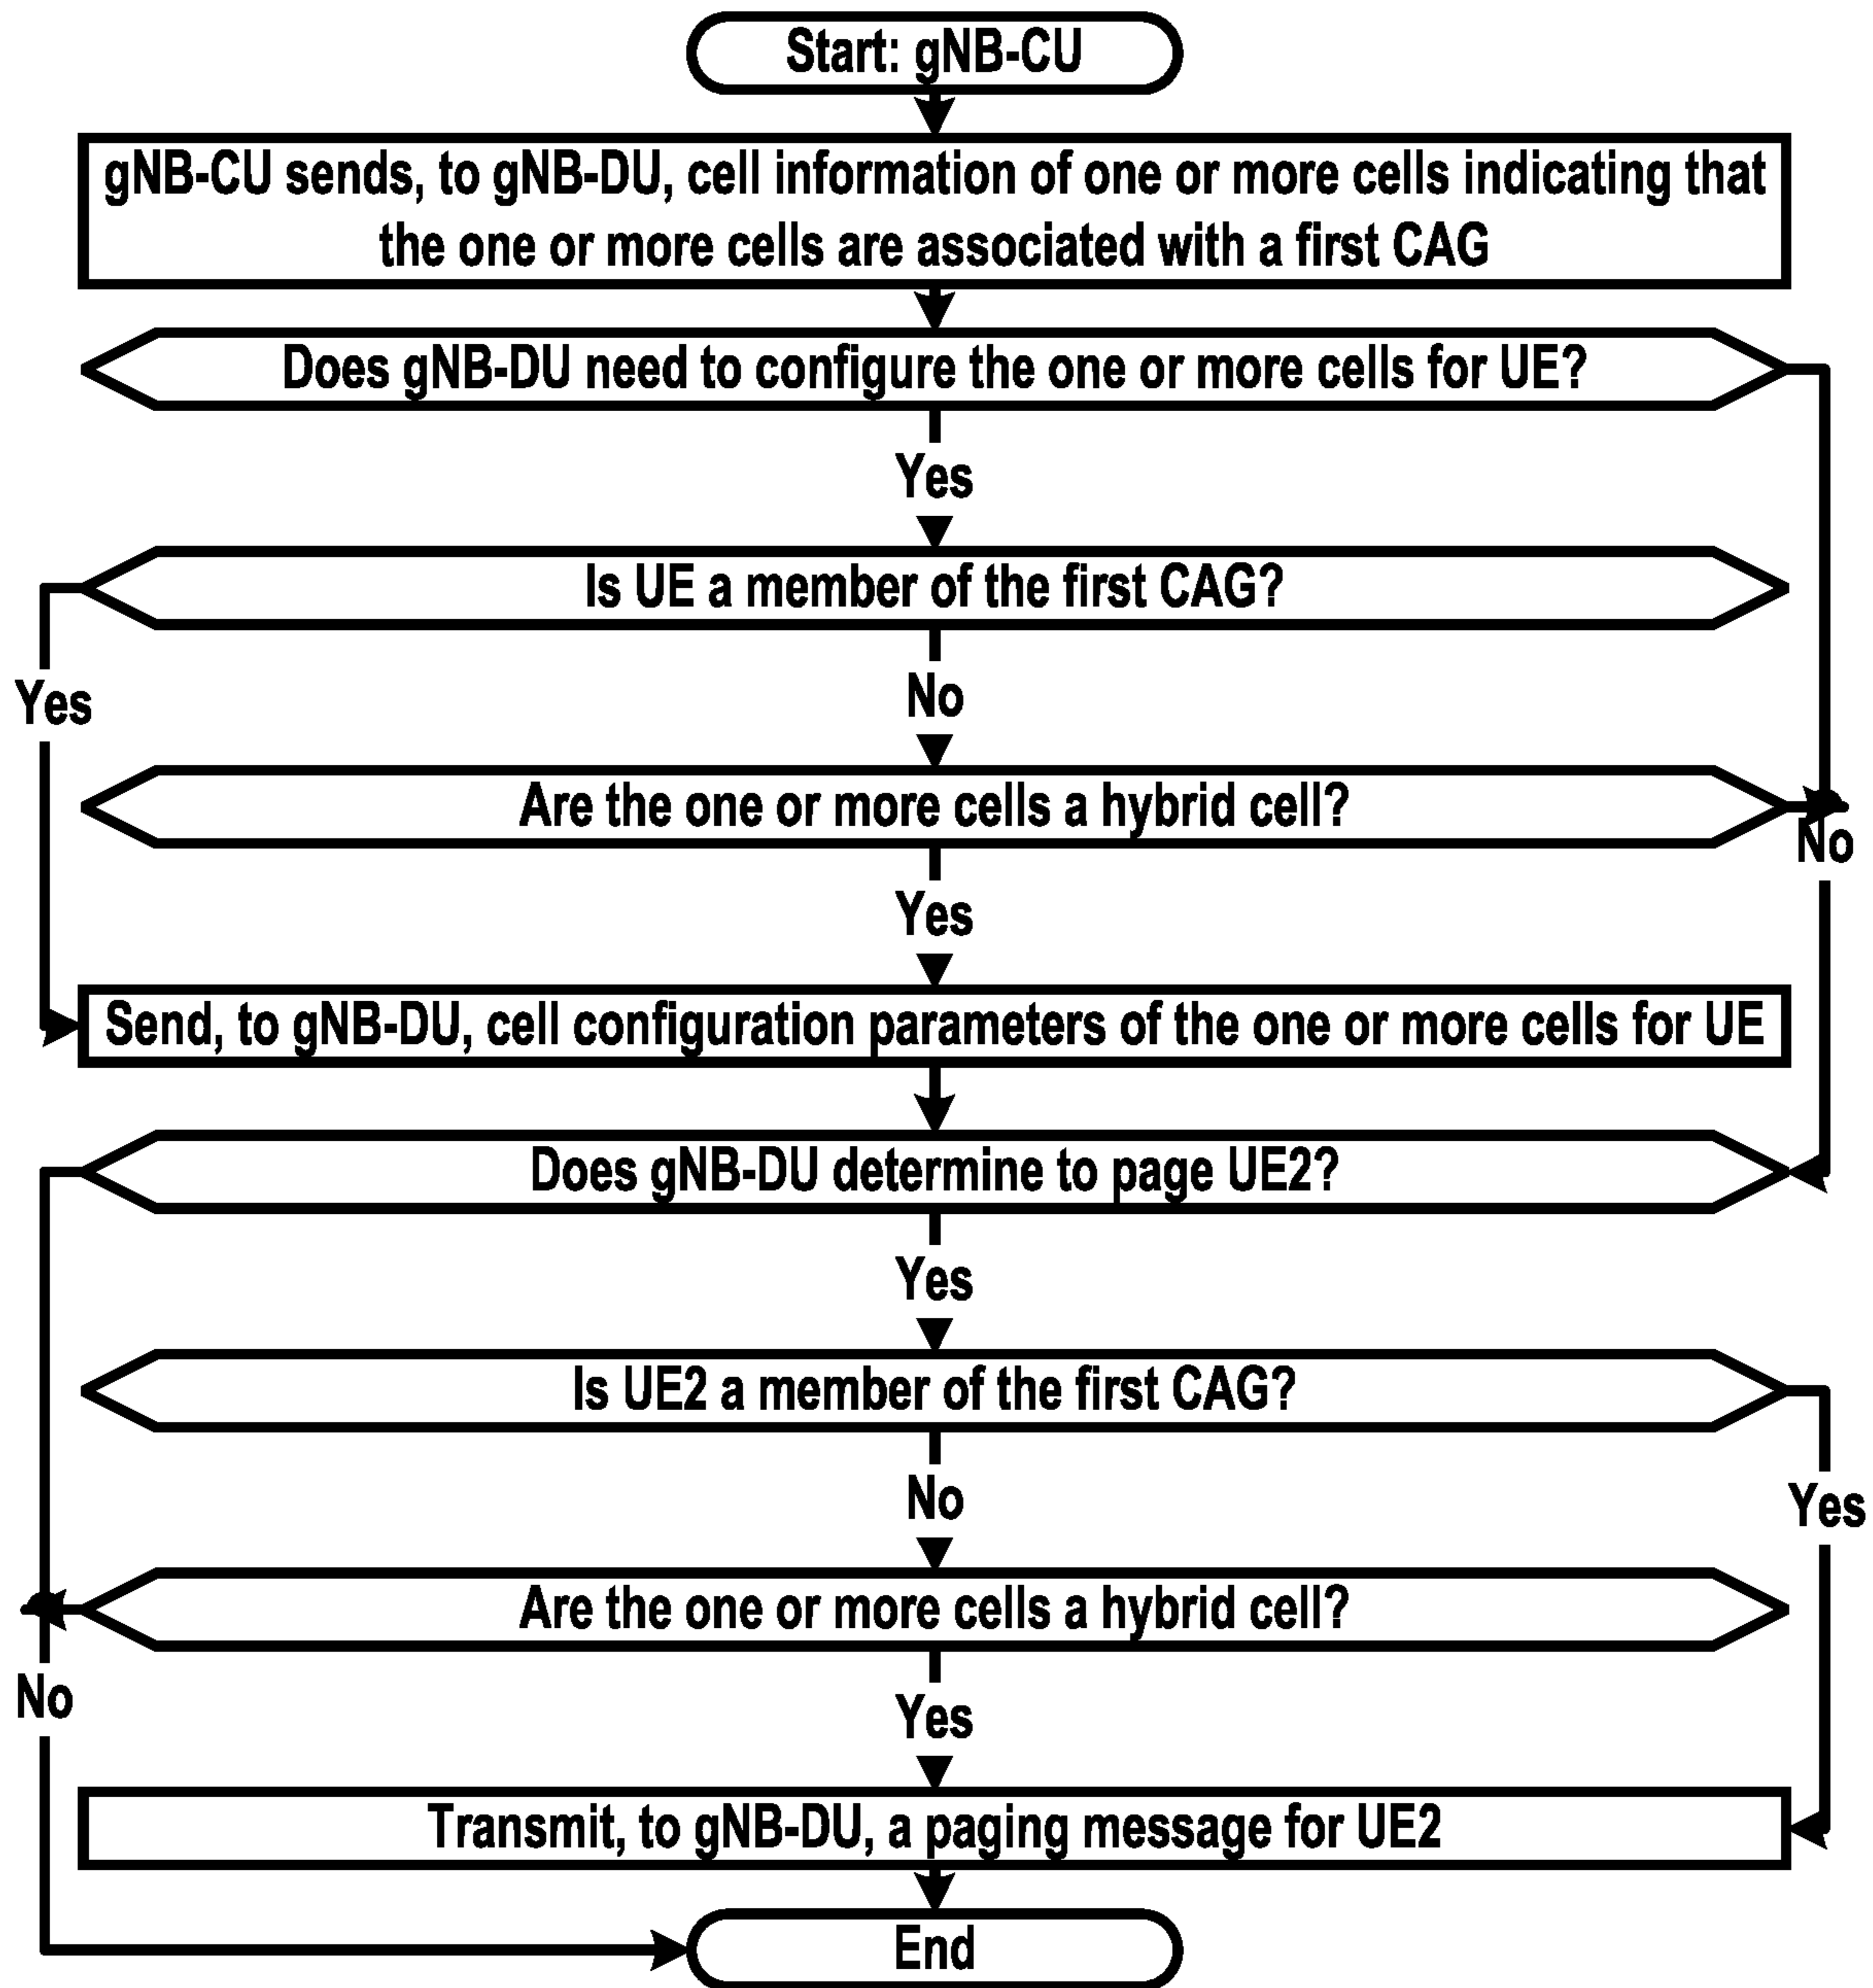 Start: gNB-CU
gNB-CU sends, to gNB-DU, cell information of one or more cells indicating that
the one or more cells are associated with a first CAG
Does gNB-DU need to configure the one or more cells for UE?
Yes
Is UE a member of the first CAG?
Yes
No
Are the one or more cells a hybrid cell?
No
Yes
Send, to gNB-DU, cell configuration parameters of the one or more cells for UE
Does gNB-DU determine to page UE2?
Yes
Is UE2 a member of the first CAG?
No
Yes
Are the one or more cells a hybrid cell?
No
Yes
Transmit, to gNB-DU, a paging message for UE2
End